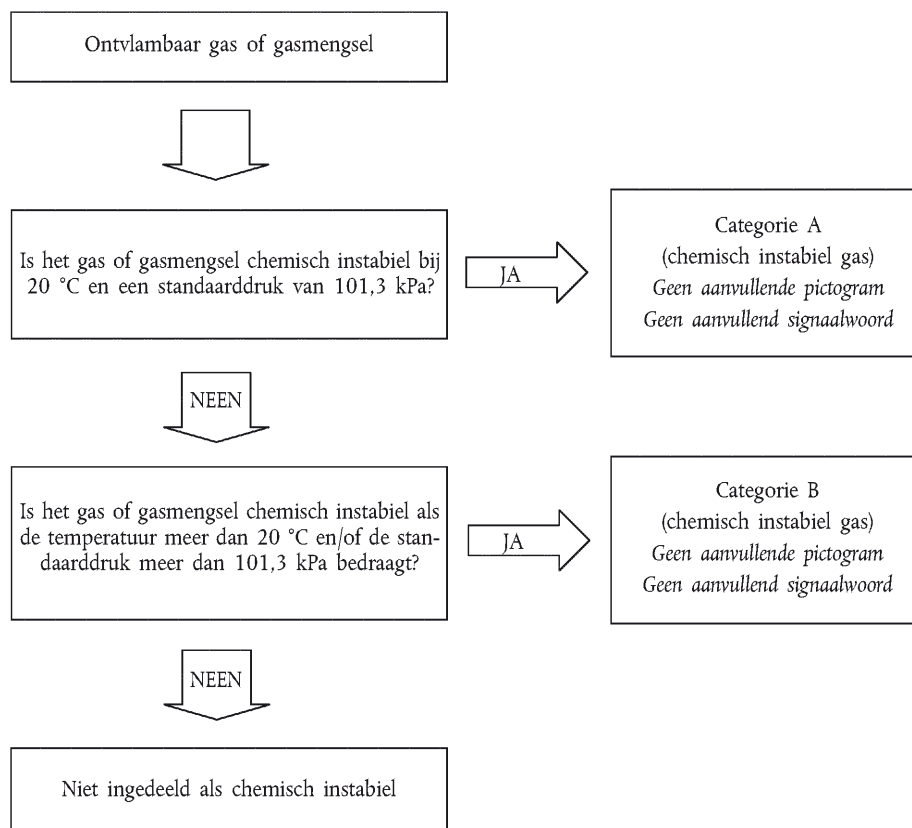 Ontvlambaar gas of gasmengsel
Is het gas of gasmengsel chemisch instabiel bij
20 °C en een standaarddruk van 101,3 kPa?
JA
Categorie A
(chemisch instabiel gas)
Geen aanvullende pictogram
Geen aanvullend signaalwoord
NEEN
Is het gas of gasmengsel chemisch instabiel als
de temperatuur meer dan 20 °C en/of de stan-
daarddruk meer dan 101,3 kPa bedraagt?
JA
Categorie B
(chemisch instabiel gas)
Geen aanvullende pictogram
Geen aanvullend signaalwoord
NEEN
Niet ingedeeld als chemisch instabiel